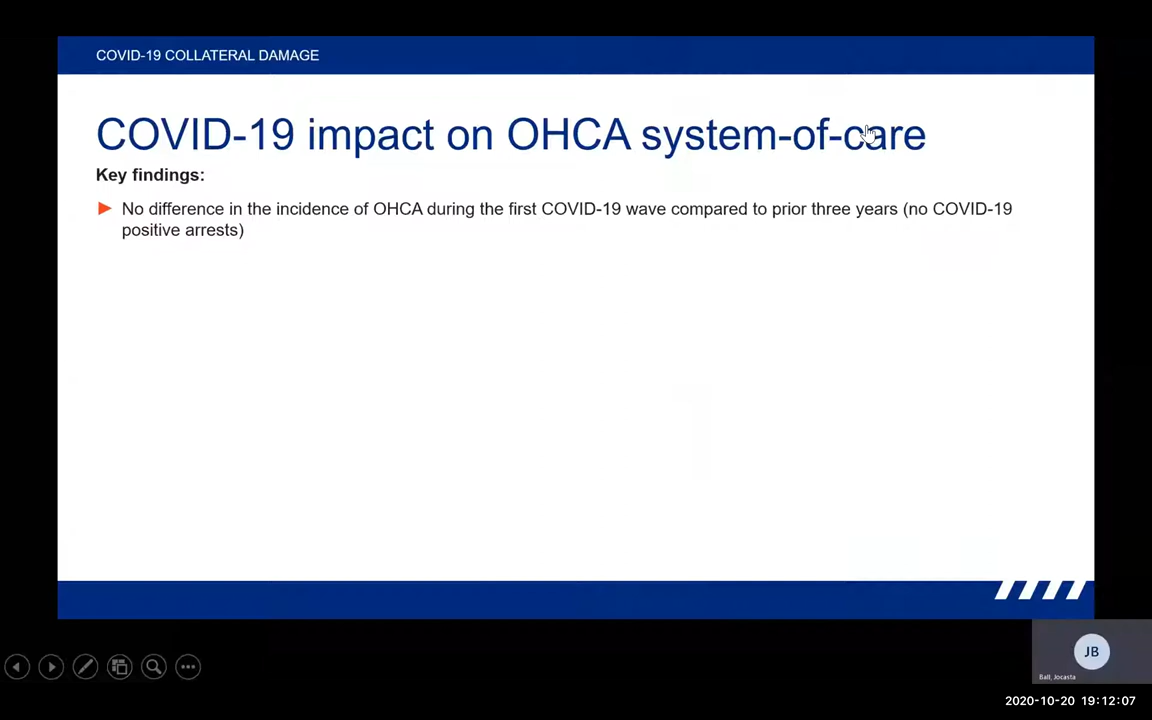 COVID-19 COLLATERAL DAMAGE
COVID-19 impact on OHCA system-of-care
Key findings:
No difference in the incidence of OHCA during the first COVID-19 wave compared to prior three years (no COVID-19
positive arrests)
JB
Ball, Jocasta
2020-10-20 19:12:07